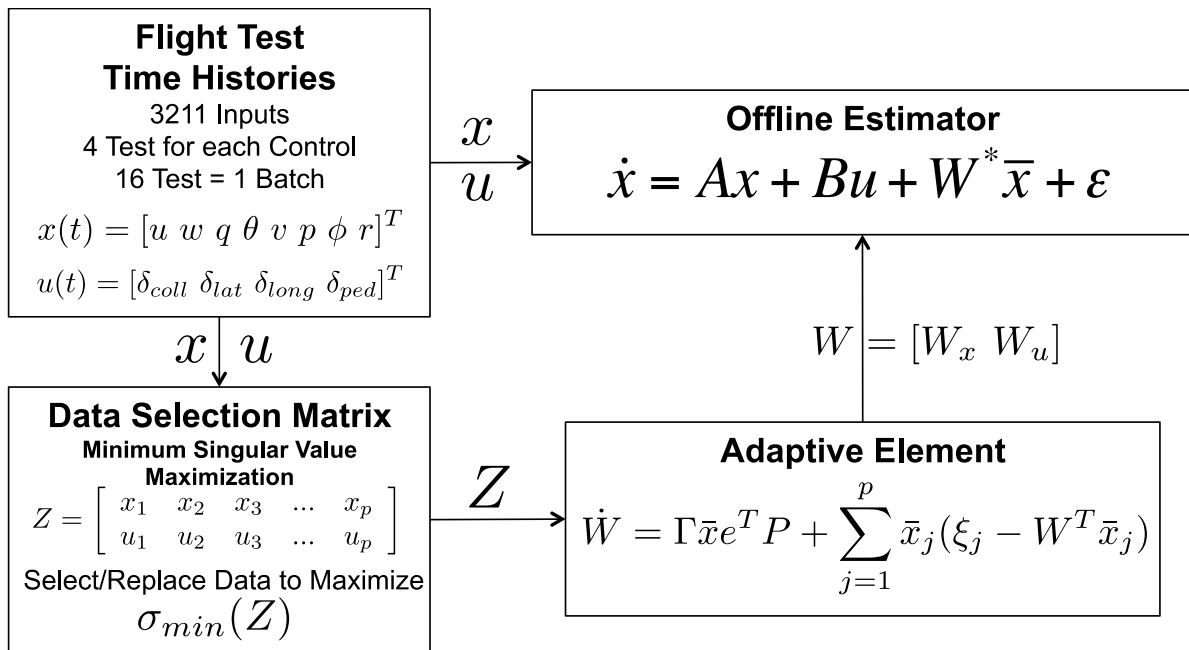 Flight Test
Time Histories
3211 Inputs
4 Test for each Control
16 Test = 1 Batch
x(t) = [u w q θ v p ϕ r]^T
u(t) = [δ_coll δ_lat δ_long δ_ped]^T
x
u
Offline Estimator
ẋ = Ax + Bu + W^* x̅ + ε
x u
W = [W_x W_u]
Data Selection Matrix
Minimum Singular Value
Maximization
Z = [ x_1 x_2 x_3 ... x_p
u_1 u_2 u_3 ... u_p ]
Select/Replace Data to Maximize
σ_min(Z)
Z
Adaptive Element
Ẇ = Γx̄e^T P + ∑_{j=1}^{p} x̄_j(ξ_j − W^T x̄_j)